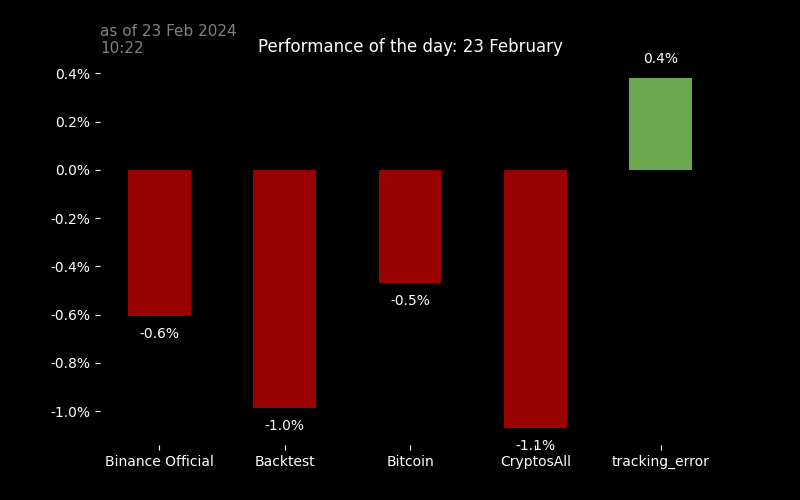 as of 23 Feb 2024
10:22
Performance of the day: 23 February
0.4%
0.4%
0.2%
0.0%
-0.2%
-0.4%
-0.6%
-0.8%
-1.0%
-0.6%
-1.0%
-0.5%
-1.1%
Binance Official
Backtest
Bitcoin
CryptosAll
tracking_error